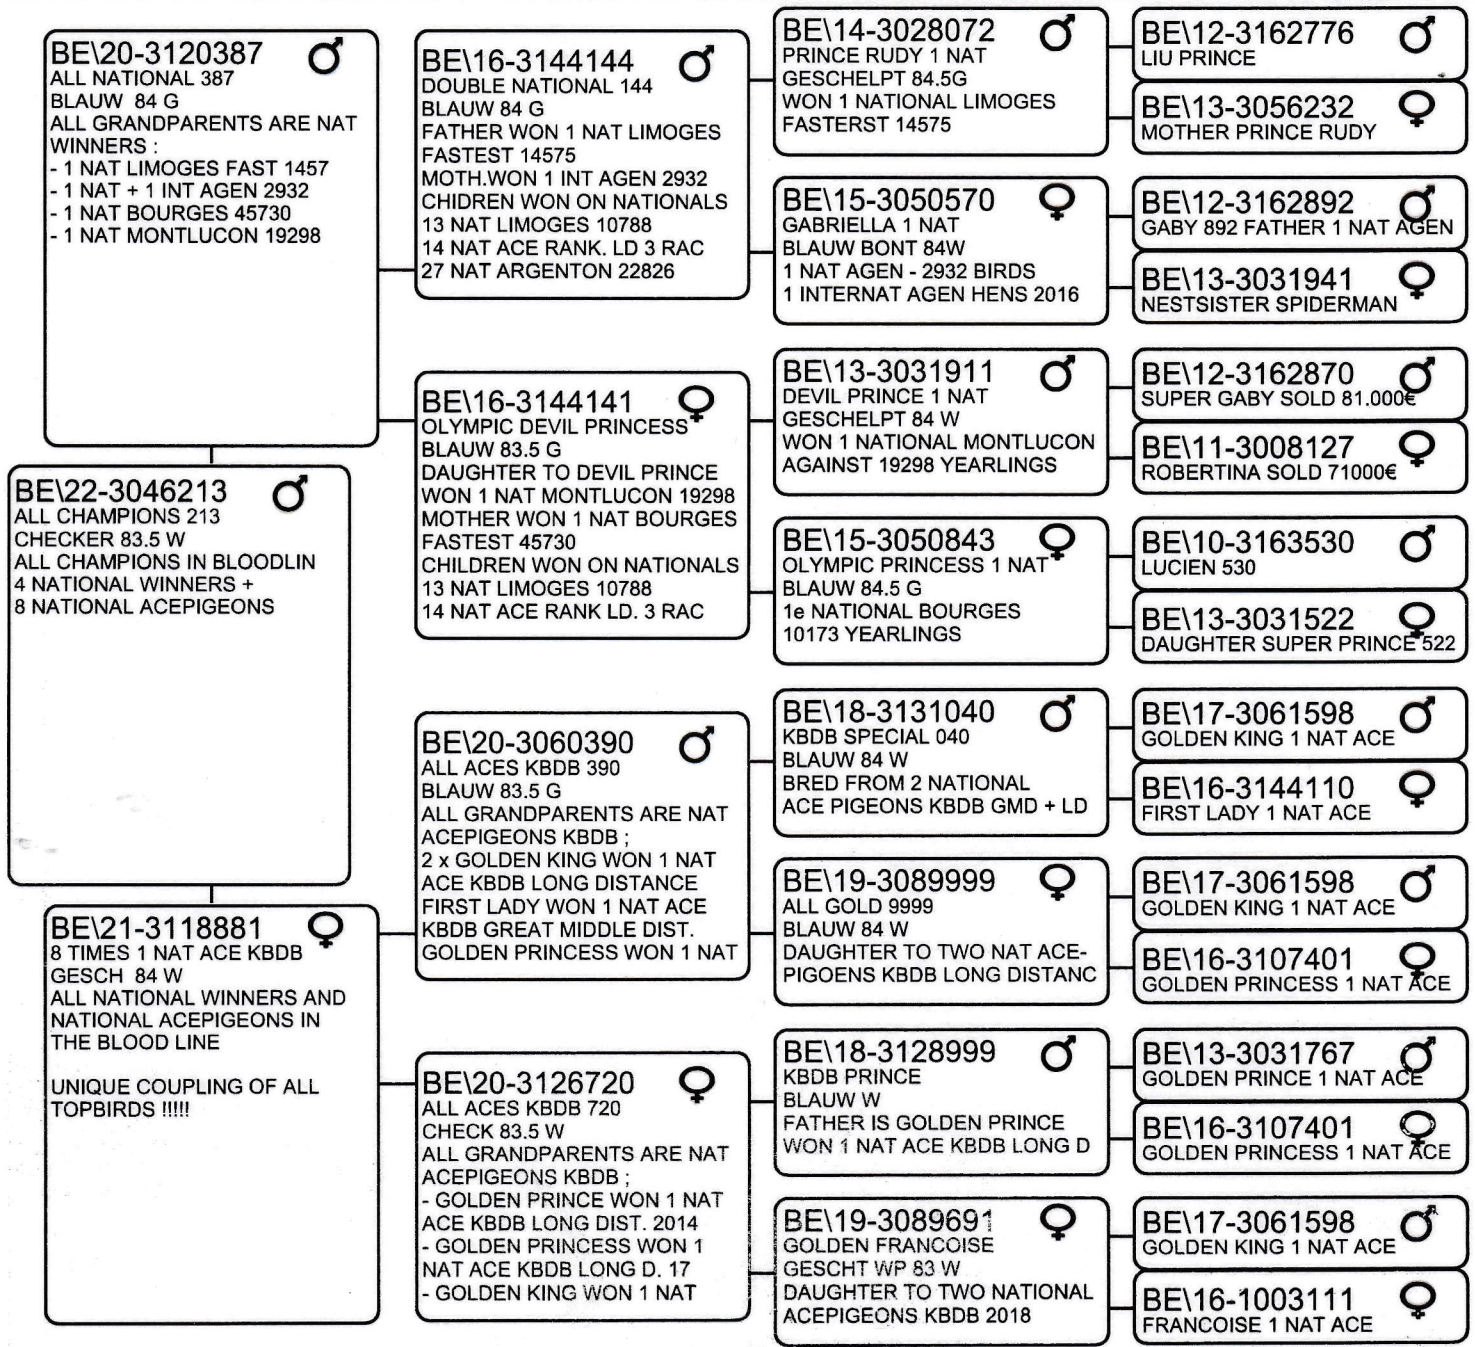 BE\22-3046213
ALL CHAMPIONS 213
CHECKER 83.5 W
ALL CHAMPIONS IN BLOODLIN
4 NATIONAL WINNERS +
8 NATIONAL ACEPIGEONS
BE\20-3120387
ALL NATIONAL 387
BLAUW 84 G
ALL GRANDPARENTS ARE NAT
WINNERS :
- 1 NAT LIMOGES FAST 1457
- 1 NAT + 1 INT AGEN 2932
- 1 NAT BOURGES 45730
- 1 NAT MONTLUCON 19298
BE\21-3118881
8 TIMES 1 NAT ACE KBDB
GESCH 84 W
ALL NATIONAL WINNERS AND
NATIONAL ACEPIGEONS IN
THE BLOOD LINE
UNIQUE COUPLING OF ALL
TOPBIRDS !!!!!
BE\16-3144144
DOUBLE NATIONAL 144
BLAUW 84 G
FATHER WON 1 NAT LIMOGES
FASTEST 14575
MOTH.WON 1 INT AGEN 2932
CHIDREN WON ON NATIONALS
13 NAT LIMOGES 10788
14 NAT ACE RANK. LD 3 RAC
27 NAT ARGENTON 22826
BE\16-3144141
OLYMPIC DEVIL PRINCESS
BLAUW 83.5 G
DAUGHTER TO DEVIL PRINCE
WON 1 NAT MONTLUCON 19298
MOTHER WON 1 NAT BOURGES
FASTEST 45730
CHILDREN WON ON NATIONALS
13 NAT LIMOGES 10788
14 NAT ACE RANK LD. 3 RAC
BE\20-3060390
ALL ACES KBDB 390
BLAUW 83.5 G
ALL GRANDPARENTS ARE NAT
ACEPIGEONS KBDB ;
2 x GOLDEN KING WON 1 NAT
ACE KBDB LONG DISTANCE
FIRST LADY WON 1 NAT ACE
KBDB GREAT MIDDLE DIST.
GOLDEN PRINCESS WON 1 NAT
BE\20-3126720
ALL ACES KBDB 720
CHECK 83.5 W
ALL GRANDPARENTS ARE NAT
ACEPIGEONS KBDB ;
- GOLDEN PRINCE WON 1 NAT
ACE KBDB LONG DIST. 2014
- GOLDEN PRINCESS WON 1
NAT ACE KBDB LONG D. 17
- GOLDEN KING WON 1 NAT
BE\14-3028072
PRINCE RUDY 1 NAT
GESCHELPT 84.5G
WON 1 NATIONAL LIMOGES
FASTERST 14575
BE\15-3050570
GABRIELLA 1 NAT
BLAUW BONT 84W
1 NAT AGEN - 2932 BIRDS
1 INTERNAT AGEN HENS 2016
BE\13-3031911
DEVIL PRINCE 1 NAT
GESCHELPT 84 W
WON 1 NATIONAL MONTLUCON
AGAINST 19298 YEARLINGS
BE\15-3050843
OLYMPIC PRINCESS 1 NAT
BLAUW 84.5 G
1e NATIONAL BOURGES
10173 YEARLINGS
BE\18-3131040
KBDB SPECIAL 040
BLAUW 84 W
BRED FROM 2 NATIONAL
ACE PIGEONS KBDB GMD + LD
BE\19-3089999
ALL GOLD 9999
BLAUW 84 W
DAUGHTER TO TWO NAT ACE-
PIGOENS KBDB LONG DISTANC
BE\18-3128999
KBDB PRINCE
BLAUW W
FATHER IS GOLDEN PRINCE
WON 1 NAT ACE KBDB LONG D
BE\19-3089691
GOLDEN FRANCOISE
GESCHT WP 83 W
DAUGHTER TO TWO NATIONAL
ACEPIGEONS KBDB 2018
BE\12-3162776
LIU PRINCE
BE\13-3056232
MOTHER PRINCE RUDY
BE\12-3162892
GABY 892 FATHER 1 NAT AGEN
BE\13-3031941
NESTSISTER SPIDERMAN
BE\12-3162870
SUPER GABY SOLD 81.000€
BE\11-3008127
ROBERTINA SOLD 71000€
BE\10-3163530
LUCIEN 530
BE\13-3031522
DAUGHTER SUPER PRINCE 522
BE\17-3061598
GOLDEN KING 1 NAT ACE
BE\16-3144110
FIRST LADY 1 NAT ACE
BE\17-3061598
GOLDEN KING 1 NAT ACE
BE\16-3107401
GOLDEN PRINCESS 1 NAT ACE
BE\13-3031767
GOLDEN PRINCE 1 NAT ACE
BE\16-3107401
GOLDEN PRINCESS 1 NAT ACE
BE\17-3061598
GOLDEN KING 1 NAT ACE
BE\16-1003111
FRANCOISE 1 NAT ACE